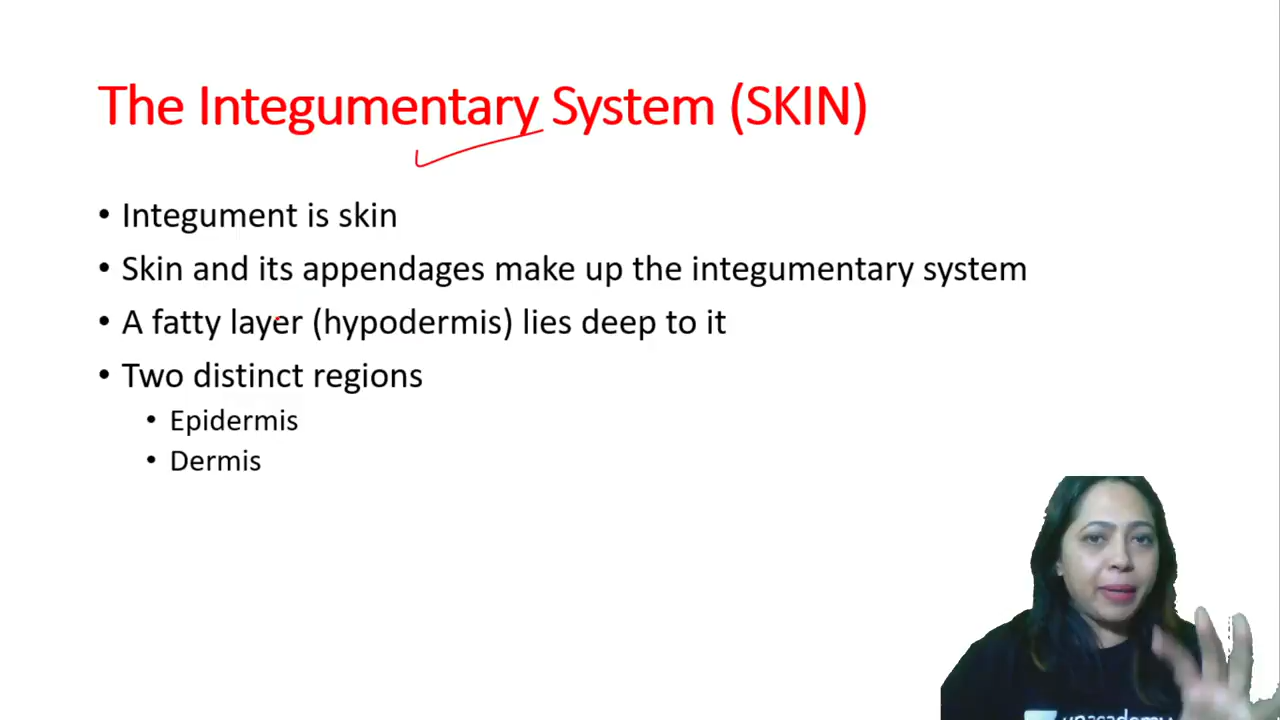 The Integumentary System (SKIN)
• Integument is skin
• Skin and its appendages make up the integumentary system
• A fatty layer (hypodermis) lies deep to it
• Two distinct regions
• Epidermis
• Dermis
unacademy